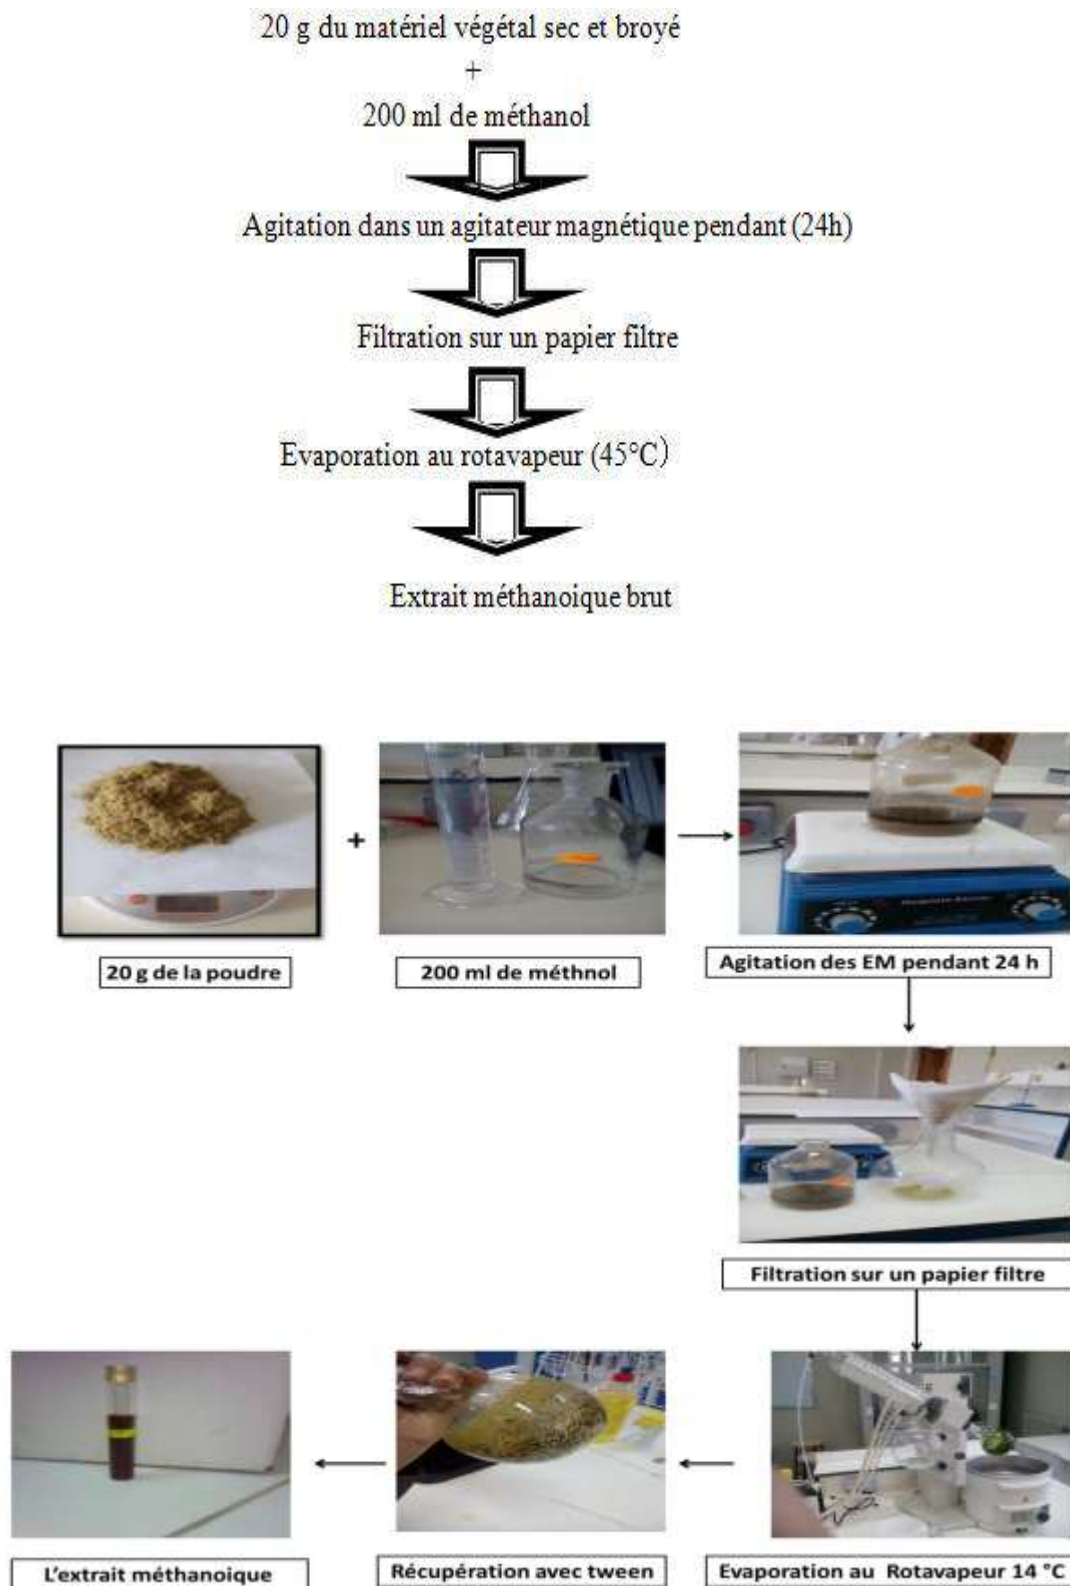 20 g du matériel végétal sec et broyé
+
200 ml de méthanol
Agitation dans un agitateur magnétique pendant (24h)
Filtration sur un papier filtre
Evaporation au rotavapeur (45°C)
Extrait méthanoique brut
+
20 g de la poudre
200 ml de méthnol
Agitation des EM pendant 24 h
Filtration sur un papier filtre
L'extrait méthanoique
Récupération avec tween
Evaporation au Rotavapeur 14 °C